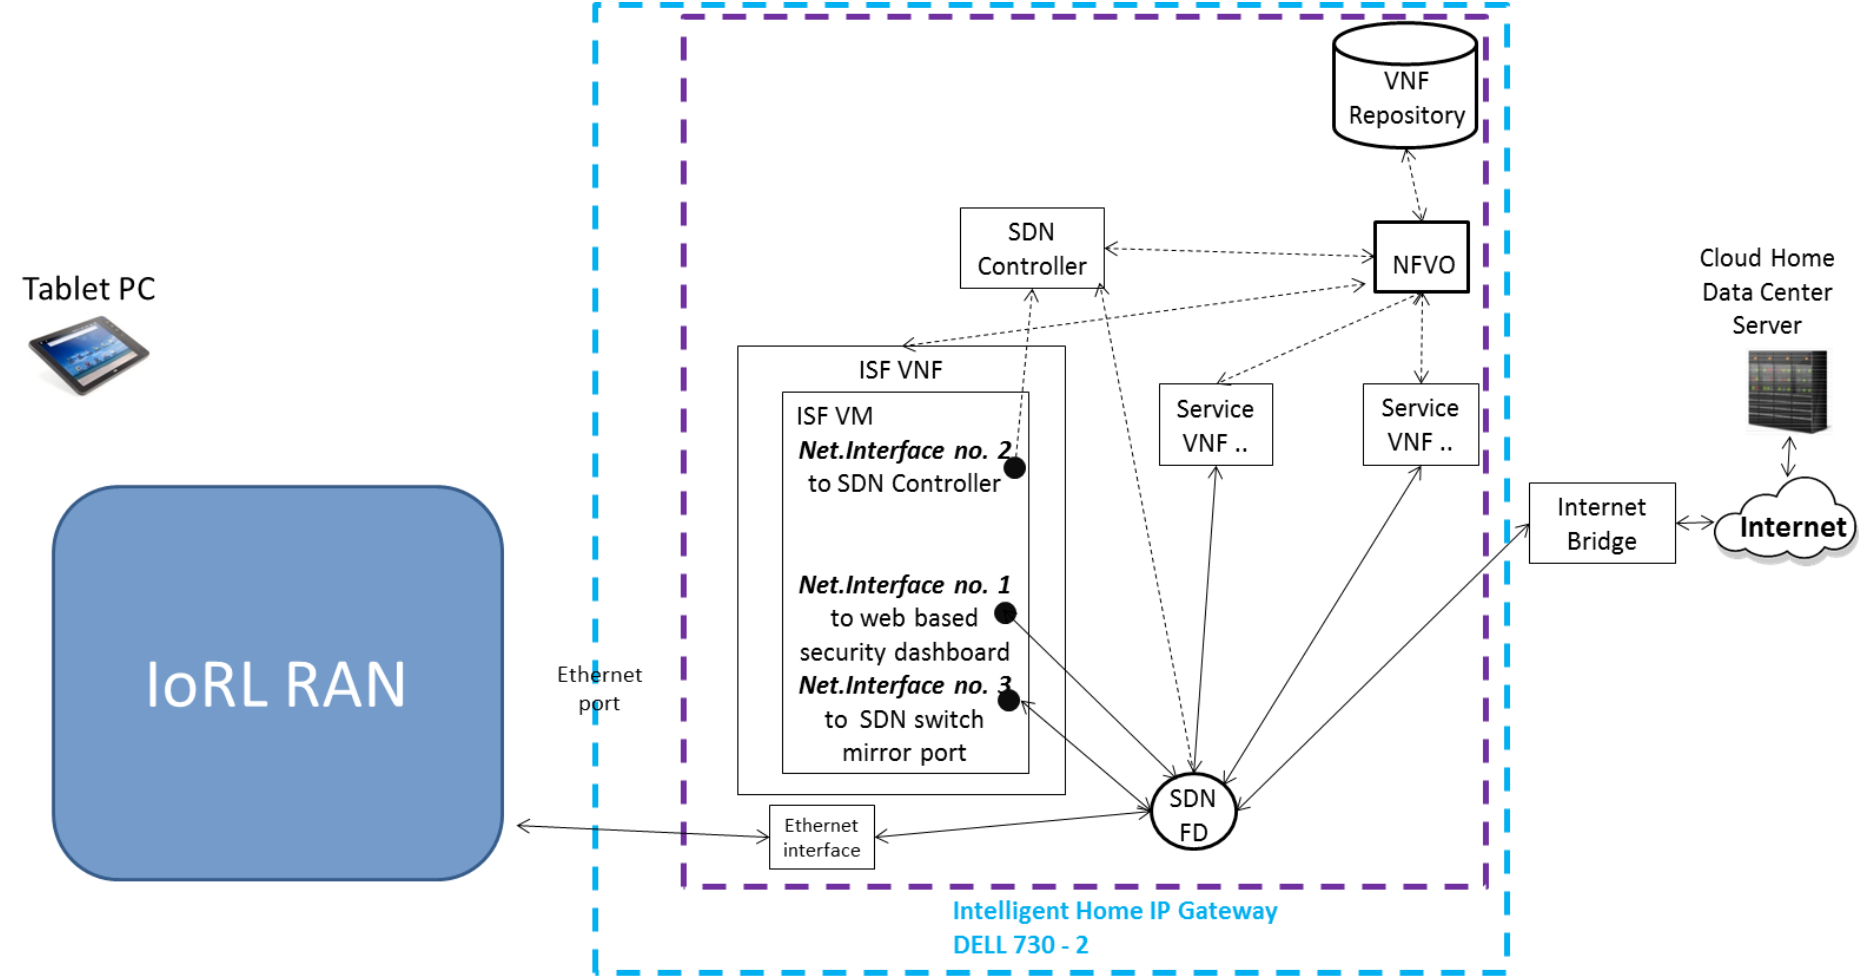 VNF
Repository
SDN
Controller
NFVO
Cloud Home
Data Center
Server
Tablet PC
ISF VNF
ISF VM
Net.Interface no. 2
to SDN Controller
Service
VNF ..
Service
VNF ..
Internet
Bridge
Internet
Net.Interface no. 1
to web based
security dashboard
Net.Interface no. 3
to SDN switch
mirror port
IoRL RAN
Ethernet
port
SDN
FD
Ethernet
interface
Intelligent Home IP Gateway
DELL 730 - 2